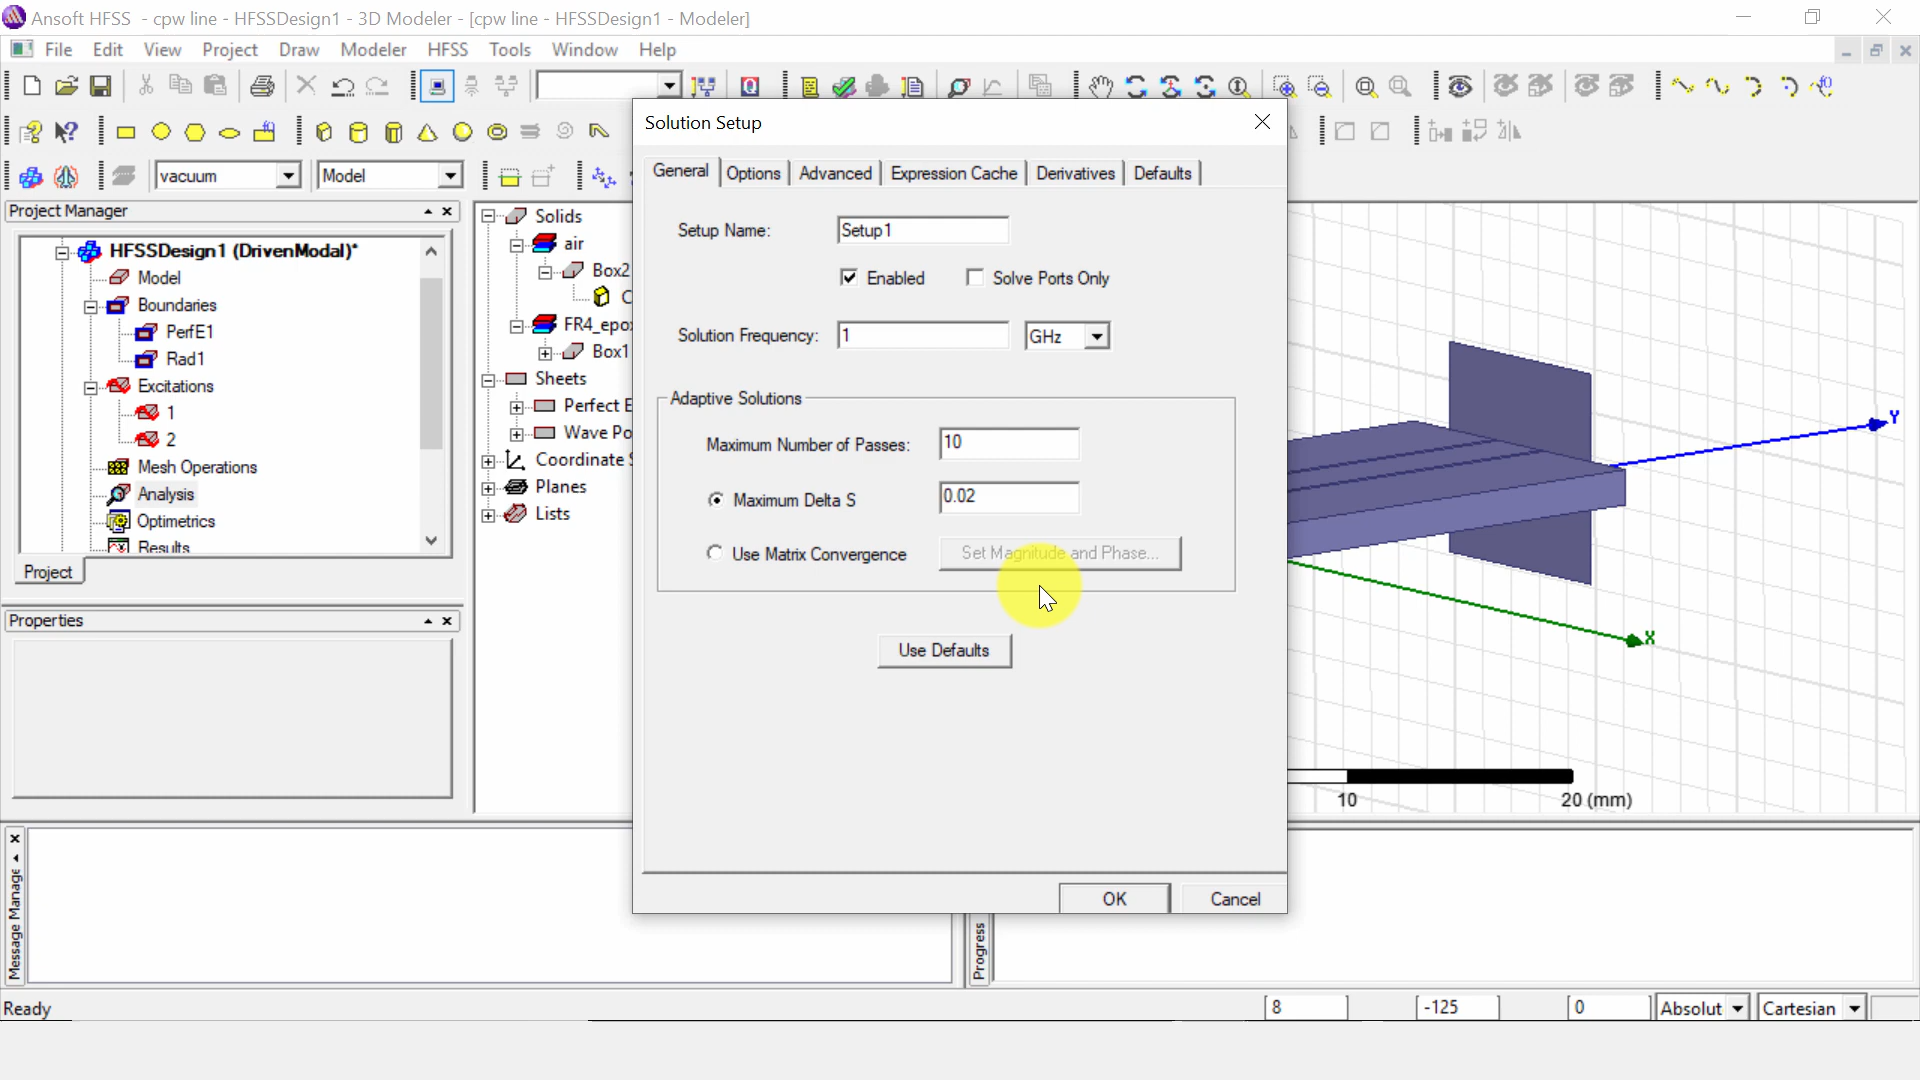 Ansoft HFSS - cpw line - HFSSDesign1 - 3D Modeler - [cpw line - HFSSDesign1 - Modeler]
File Edit View Project Draw Modeler HFSS Tools Window Help
vacuum Model
Project Manager
HFSSDesign1 (DrivenModal)*
Model
Boundaries
PerfE1
Rad1
Excitations
1
2
Mesh Operations
Analysis
Optimetrics
Results
Project
Properties
Solids
air
Box2
C
FR4_epo
Box1
Sheets
Perfect E
Wave Po
Coordinate S
Planes
Lists
Solution Setup
General Options Advanced Expression Cache Derivatives Defaults
Setup Name: Setup1
Enabled Solve Ports Only
Solution Frequency: 1 GHz
Adaptive Solutions
Maximum Number of Passes: 10
Maximum Delta S 0.02
Use Matrix Convergence Set Magnitude and Phase...
Use Defaults
OK Cancel
Y
X
10 20 (mm)
Message Manage
Progress
Ready 8 -125 0 Absolut Cartesian